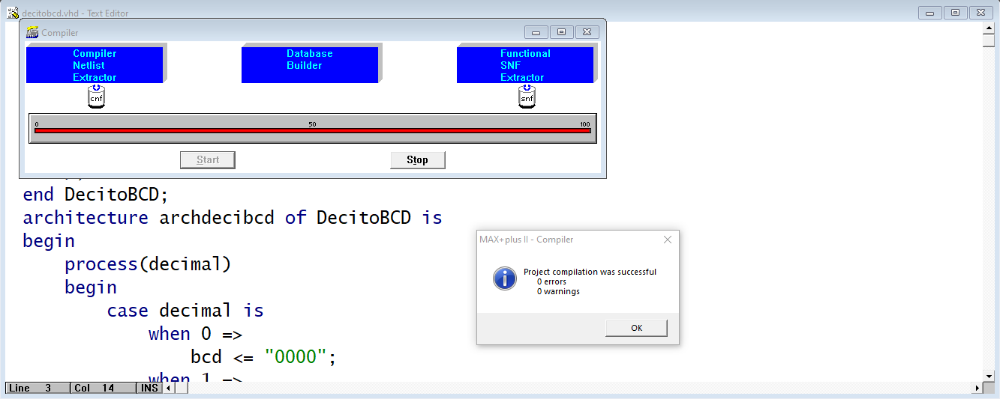 decitobcd.vhd - Text Editor
Compiler
Compiler
Netlist
Extractor
Database
Builder
Functional
SNF
Extractor
cnf
snf
0 50 100
Start
Stop
end DecitoBCD;
architecture archdecibcd of DecitoBCD is
begin
process(decimal)
begin
case decimal is
when 0 =>
bcd <= "0000";
when 1 =>
MAX+plus II - Compiler
Project compilation was successful
0 errors
0 warnings
OK
Line 3 Col 14 INS